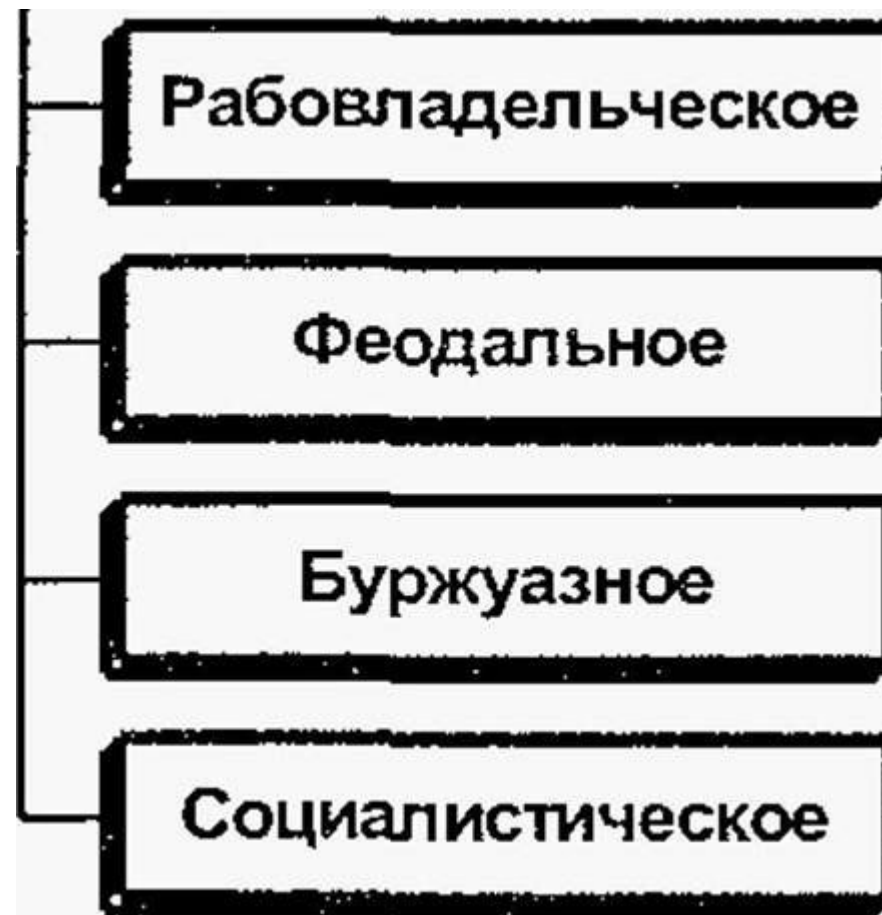 Рабовладельческое
Феодальное
Буржуазное
Социалистическое